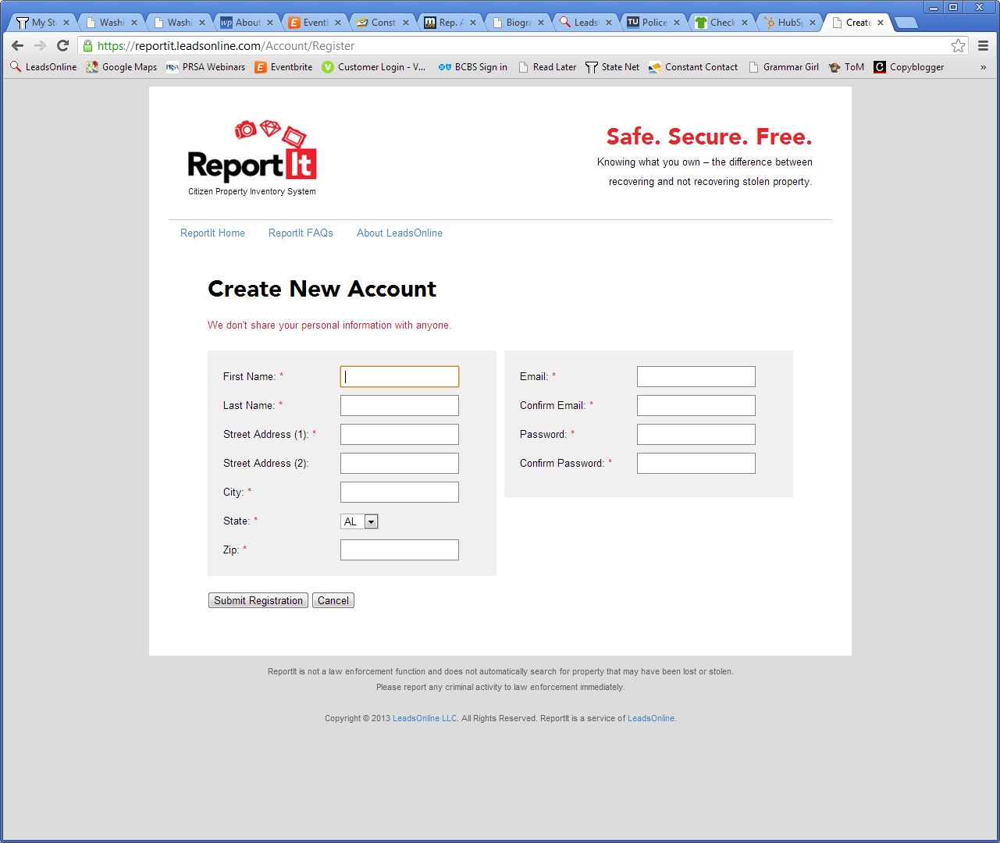 My St
Washi
Washi
wp About
E Eventl
Const
Rep. A
Biogra
Leads
TU Police
Check
HubSp
Create
https://reportit.leadsonline.com/Account/Register
LeadsOnline
Google Maps
PRSA Webinars
E Eventbrite
Customer Login - V...
BCBS Sign in
Read Later
State Net
Constant Contact
Grammar Girl
ToM
C Copyblogger
»
ReportIt
Citizen Property Inventory System
Safe. Secure. Free.
Knowing what you own – the difference between
recovering and not recovering stolen property.
ReportIt Home
ReportIt FAQs
About LeadsOnline
Create New Account
We don't share your personal information with anyone.
First Name: *
Last Name: *
Street Address (1): *
Street Address (2):
City: *
State: * AL
Zip: *
Email: *
Confirm Email: *
Password: *
Confirm Password: *
Submit Registration Cancel
ReportIt is not a law enforcement function and does not automatically search for property that may have been lost or stolen.
Please report any criminal activity to law enforcement immediately.
Copyright © 2013 LeadsOnline LLC. All Rights Reserved. ReportIt is a service of LeadsOnline.